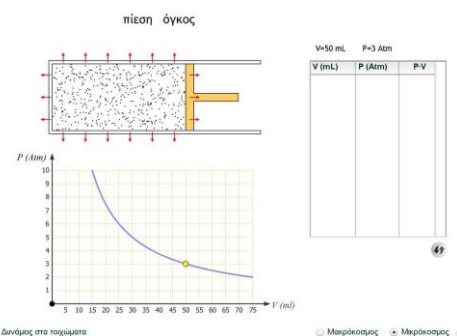 πίεση όγκος
V=50 mL P=3 Atm
V (mL) P (Atm) P·V
P (Atm)
10
9
8
7
6
5
4
3
2
1
5 10 15 20 25 30 35 40 45 50 55 60 65 70 75
V (ml)
Δυνάμεις στα τοιχώματα
Μακρόκοσμος Μικρόκοσμος